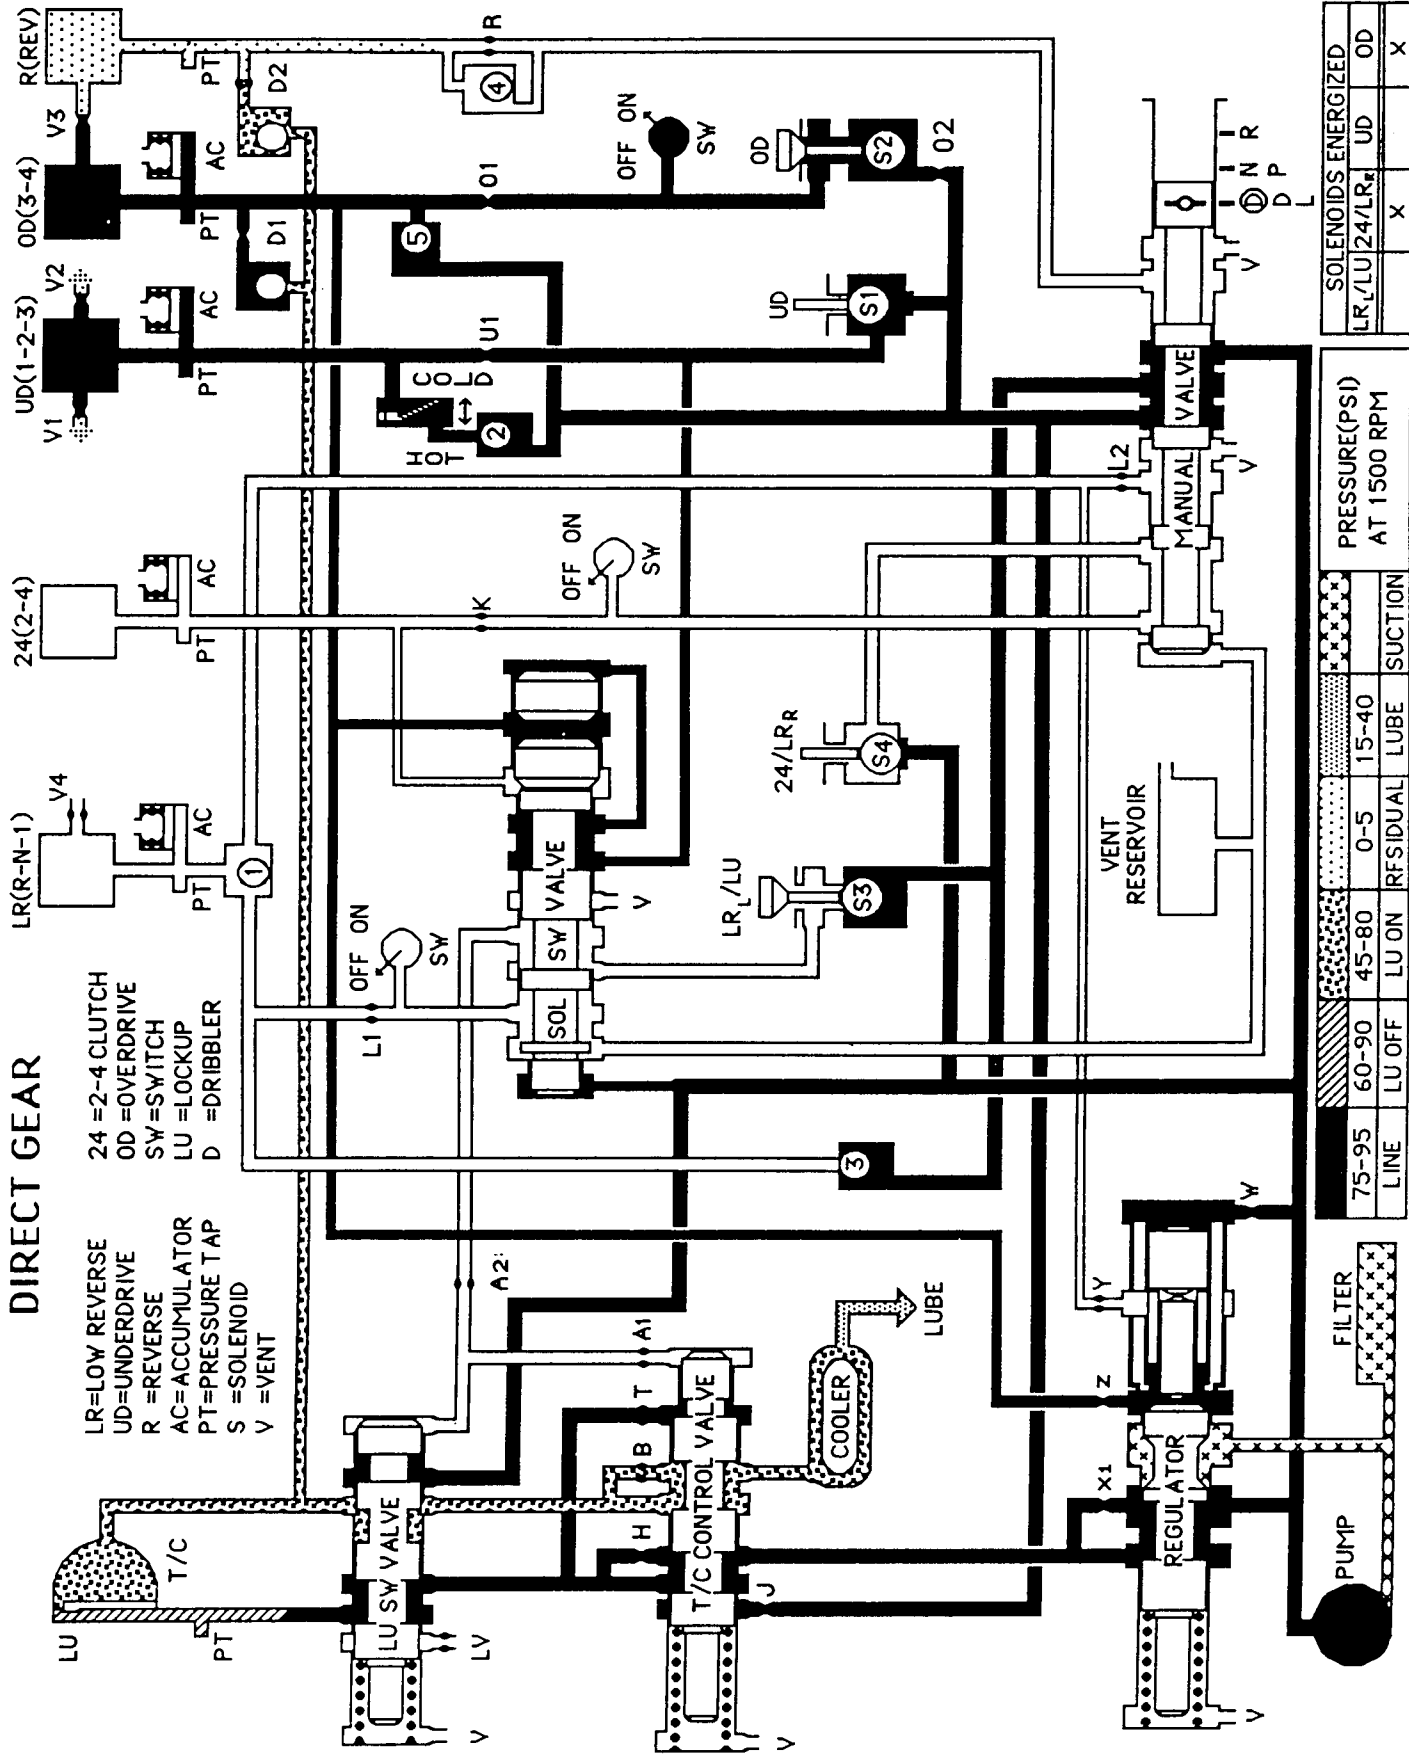 DIRECT GEAR
LR=LOW REVERSE
UD=UNDERDRIVE
R =REVERSE
AC=ACCUMULATOR
PT=PRESSURE TAP
S =SOLENOID
V =VENT
24 =2-4 CLUTCH
OD =OVERDRIVE
SW =SWITCH
LU =LOCKUP
D =DRIBBLER
LR(R-N-1)
24(2-4)
UD(1-2-3)
OD(3-4)
R(REV)
V4
V1
V2
V3
PT
AC
PT
AC
PT
AC
PT
AC
PT
D1
D2
LU
T/C
PT
1
L1
OFF ON
SW
K
OFF ON
SW
HOT
COLD
2
U1
5
O1
OFF ON
SW
4
R
LU SW VALVE
LV
V
A2
SOL SW VALVE
V
UD
S1
OD
S2
O2
T/C CONTROL VALVE
J
H
B
T
A1
V
COOLER
LUBE
3
LRL/LU
S3
24/LRR
S4
VENT
RESERVOIR
L2
REGULATOR
X1
Z
Y
W
V
MANUAL VALVE
V
V
D
D
L
N
P
R
PUMP
FILTER
75-95
60-90
45-80
0-5
15-40
LINE
LU OFF
LU ON
RFSIDUAL
LUBE
SUCTION
PRESSURE(PSI)
AT 1500 RPM
SOLENOIDS ENERGIZED
LRL/LU
24/LRR
UD
OD
X
X